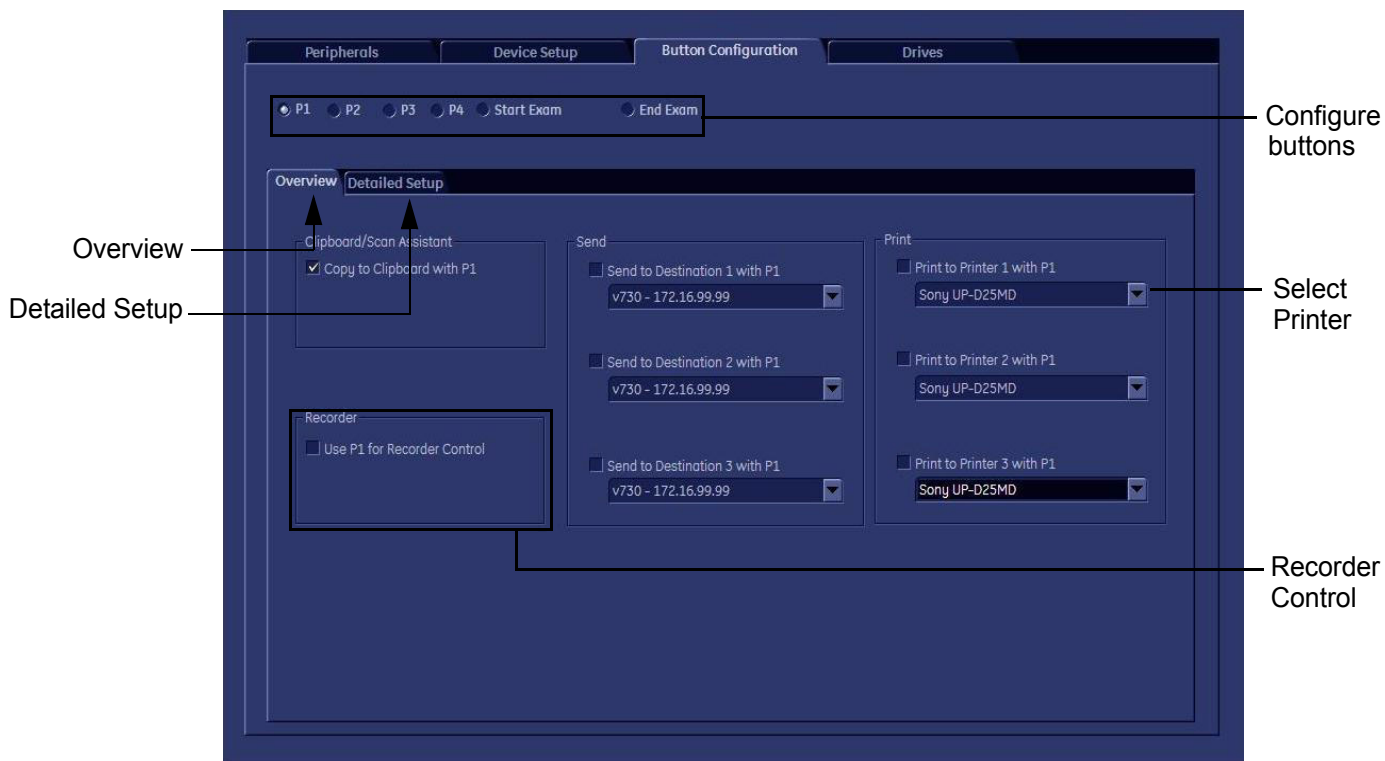 Peripherals
Device Setup
Button Configuration
Drives
P1
P2
P3
P4
Start Exam
End Exam
Configure
buttons
Overview
Detailed Setup
Overview
Detailed Setup
Clipboard/Scan Assistant
Copy to Clipboard with P1
Recorder
Use P1 for Recorder Control
Send
Send to Destination 1 with P1
v730 - 172.16.99.99
Send to Destination 2 with P1
v730 - 172.16.99.99
Send to Destination 3 with P1
v730 - 172.16.99.99
Print
Print to Printer 1 with P1
Sony UP-D25MD
Print to Printer 2 with P1
Sony UP-D25MD
Print to Printer 3 with P1
Sony UP-D25MD
Select
Printer
Recorder
Control